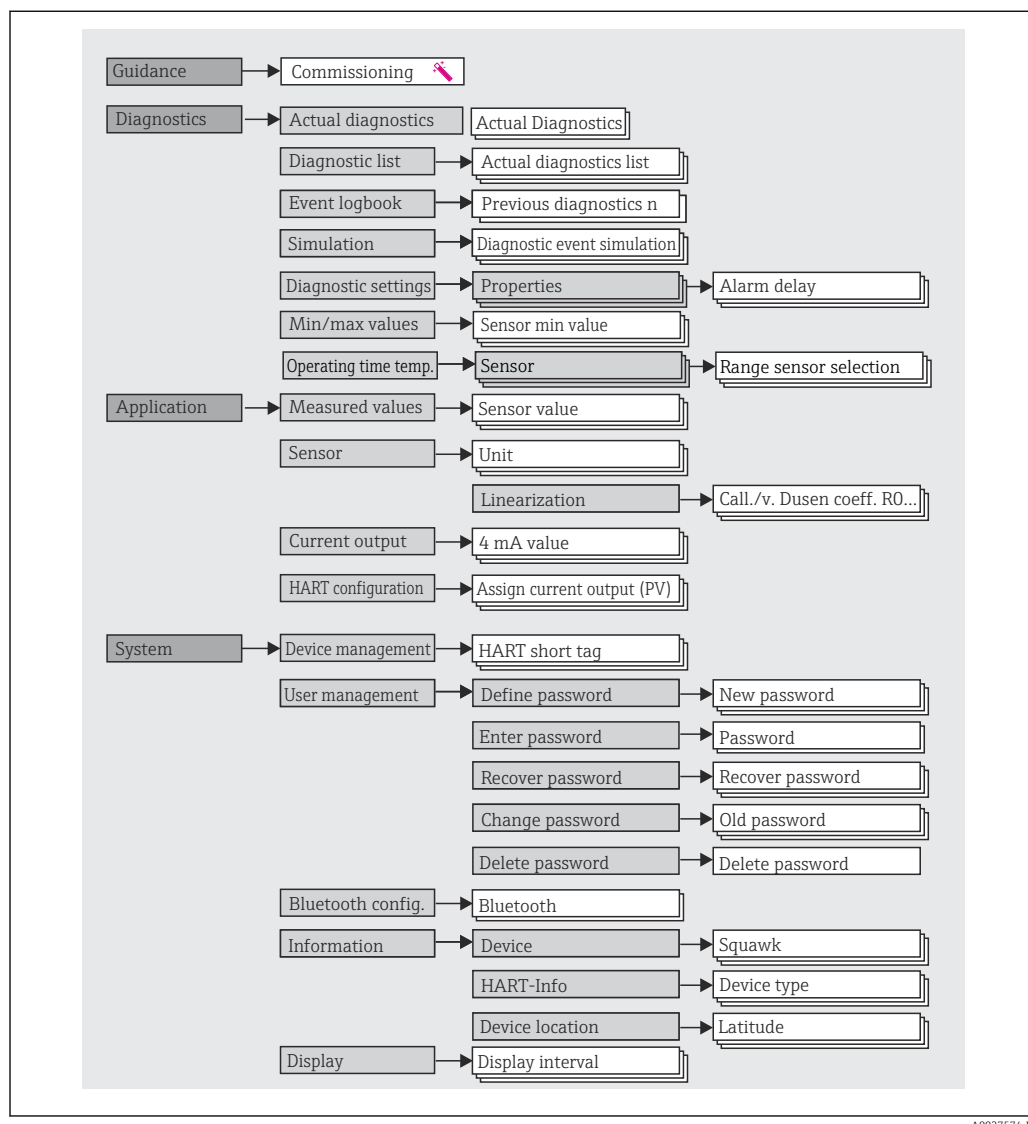 Guidance Commissioning
Diagnostics Actual diagnostics Actual Diagnostics
Diagnostic list Actual diagnostics list
Event logbook Previous diagnostics n
Simulation Diagnostic event simulation
Diagnostic settings Properties Alarm delay
Min/max values Sensor min value
Operating time temp. Sensor Range sensor selection
Application Measured values Sensor value
Sensor Unit
Linearization Call./v. Dusen coeff. R0...
Current output 4 mA value
HART configuration Assign current output (PV)
System Device management HART short tag
User management Define password New password
Enter password Password
Recover password Recover password
Change password Old password
Delete password Delete password
Bluetooth config. Bluetooth
Information Device Squawk
HART-Info Device type
Device location Latitude
Display Display interval